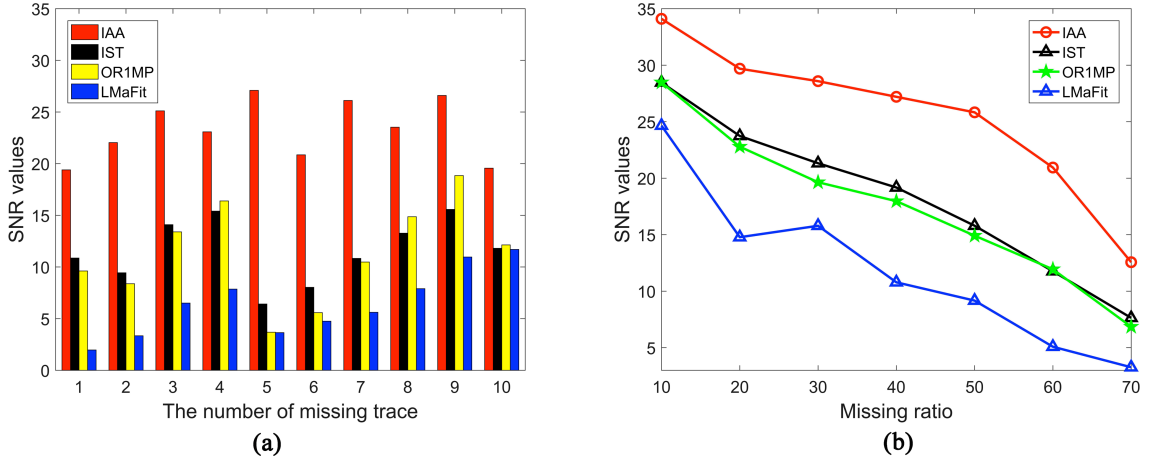 35
30
25
20
15
10
5
0
SNR values
IAA
IST
OR1MP
LMaFit
1 2 3 4 5 6 7 8 9 10
The number of missing trace
(a)
35
30
25
20
15
10
5
SNR values
IAA
IST
OR1MP
LMaFit
10 20 30 40 50 60 70
Missing ratio
(b)